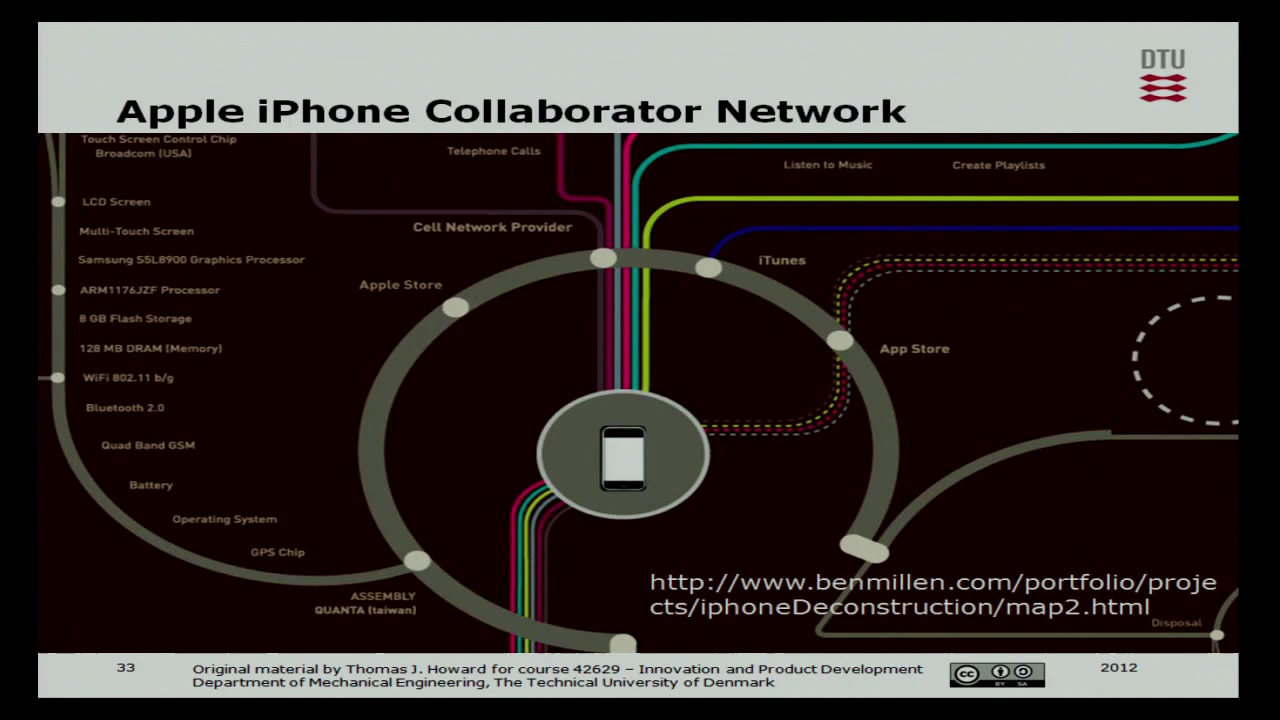 DTU
Apple iPhone Collaborator Network
Touch Screen Control Chip
Broadcom (USA)
LCD Screen
Multi-Touch Screen
Samsung S5L8900 Graphics Processor
ARM1176JZF Processor
8 GB Flash Storage
128 MB DRAM (Memory)
WiFi 802.11 b/g
Bluetooth 2.0
Quad Band GSM
Battery
Operating System
GPS Chip
ASSEMBLY
QUANTA (taiwan)
Telephone Calls
Cell Network Provider
Apple Store
Listen to Music
Create Playlists
iTunes
App Store
http://www.benmillen.com/portfolio/proje
cts/iphoneDeconstruction/map2.html
Disposal
33
Original material by Thomas J. Howard for course 42629 – Innovation and Product Development
Department of Mechanical Engineering, The Technical University of Denmark
cc
BY SA
2012